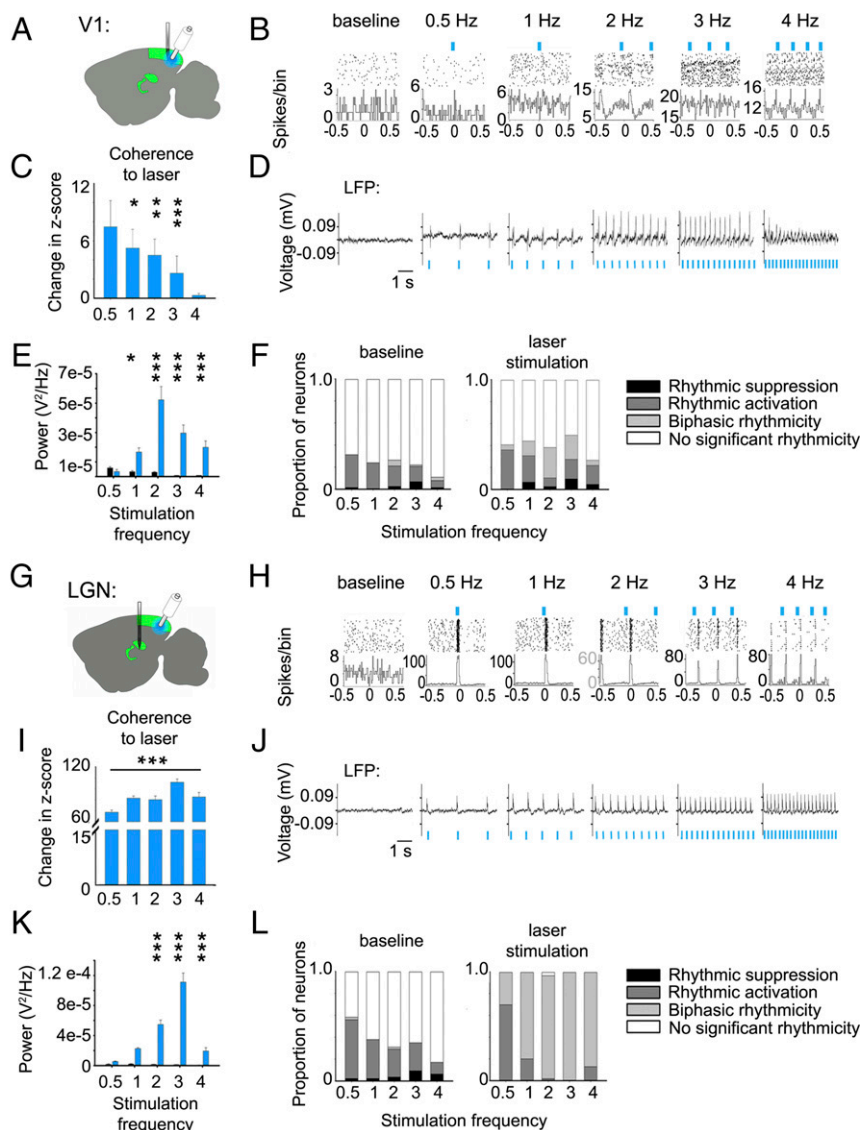 A
V1:
B
baseline
0.5 Hz
1 Hz
2 Hz
3 Hz
4 Hz
Spikes/bin
3
0
6
0
6
0
15
5
20
15
16
12
-0.5 0 0.5
-0.5 0 0.5
-0.5 0 0.5
-0.5 0 0.5
-0.5 0 0.5
-0.5 0 0.5
C
Coherence
to laser
Change in z-score
12
6
0
*
**
***
0.5 1 2 3 4
D
LFP:
Voltage (mV)
0.09
-0.09
1 s
E
Power (V²/Hz)
7e-5
5e-5
3e-5
1e-5
*
***
***
***
0.5 1 2 3 4
Stimulation
frequency
F
baseline
laser
stimulation
Proportion of neurons
1.0
0
1.0
0
0.5 1 2 3 4
0.5 1 2 3 4
Stimulation frequency
Rhythmic suppression
Rhythmic activation
Biphasic rhythmicity
No significant rhythmicity
G
LGN:
H
baseline
0.5 Hz
1 Hz
2 Hz
3 Hz
4 Hz
Spikes/bin
8
0
100
0
100
0
60
0
80
0
80
0
-0.5 0 0.5
-0.5 0 0.5
-0.5 0 0.5
-0.5 0 0.5
-0.5 0 0.5
-0.5 0 0.5
I
Coherence
to laser
Change in z-score
120
60
15
0
***
0.5 1 2 3 4
J
LFP:
Voltage (mV)
0.09
-0.09
1 s
K
Power (V²/Hz)
1.2 e-4
8e-5
4e-5
0
***
***
***
0.5 1 2 3 4
Stimulation
frequency
L
baseline
laser
stimulation
Proportion of neurons
1.0
0
1.0
0
0.5 1 2 3 4
0.5 1 2 3 4
Stimulation frequency
Rhythmic suppression
Rhythmic activation
Biphasic rhythmicity
No significant rhythmicity